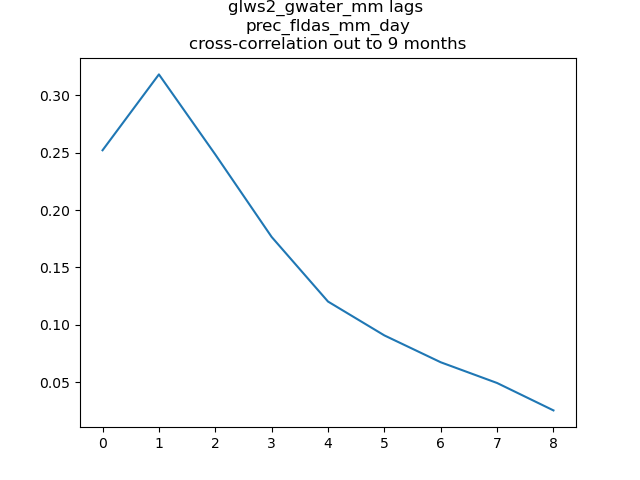 glws2_gwater_mm lags
prec_fldas_mm_day
cross-correlation out to 9 months
0.30
0.25
0.20
0.15
0.10
0.05
0 1 2 3 4 5 6 7 8